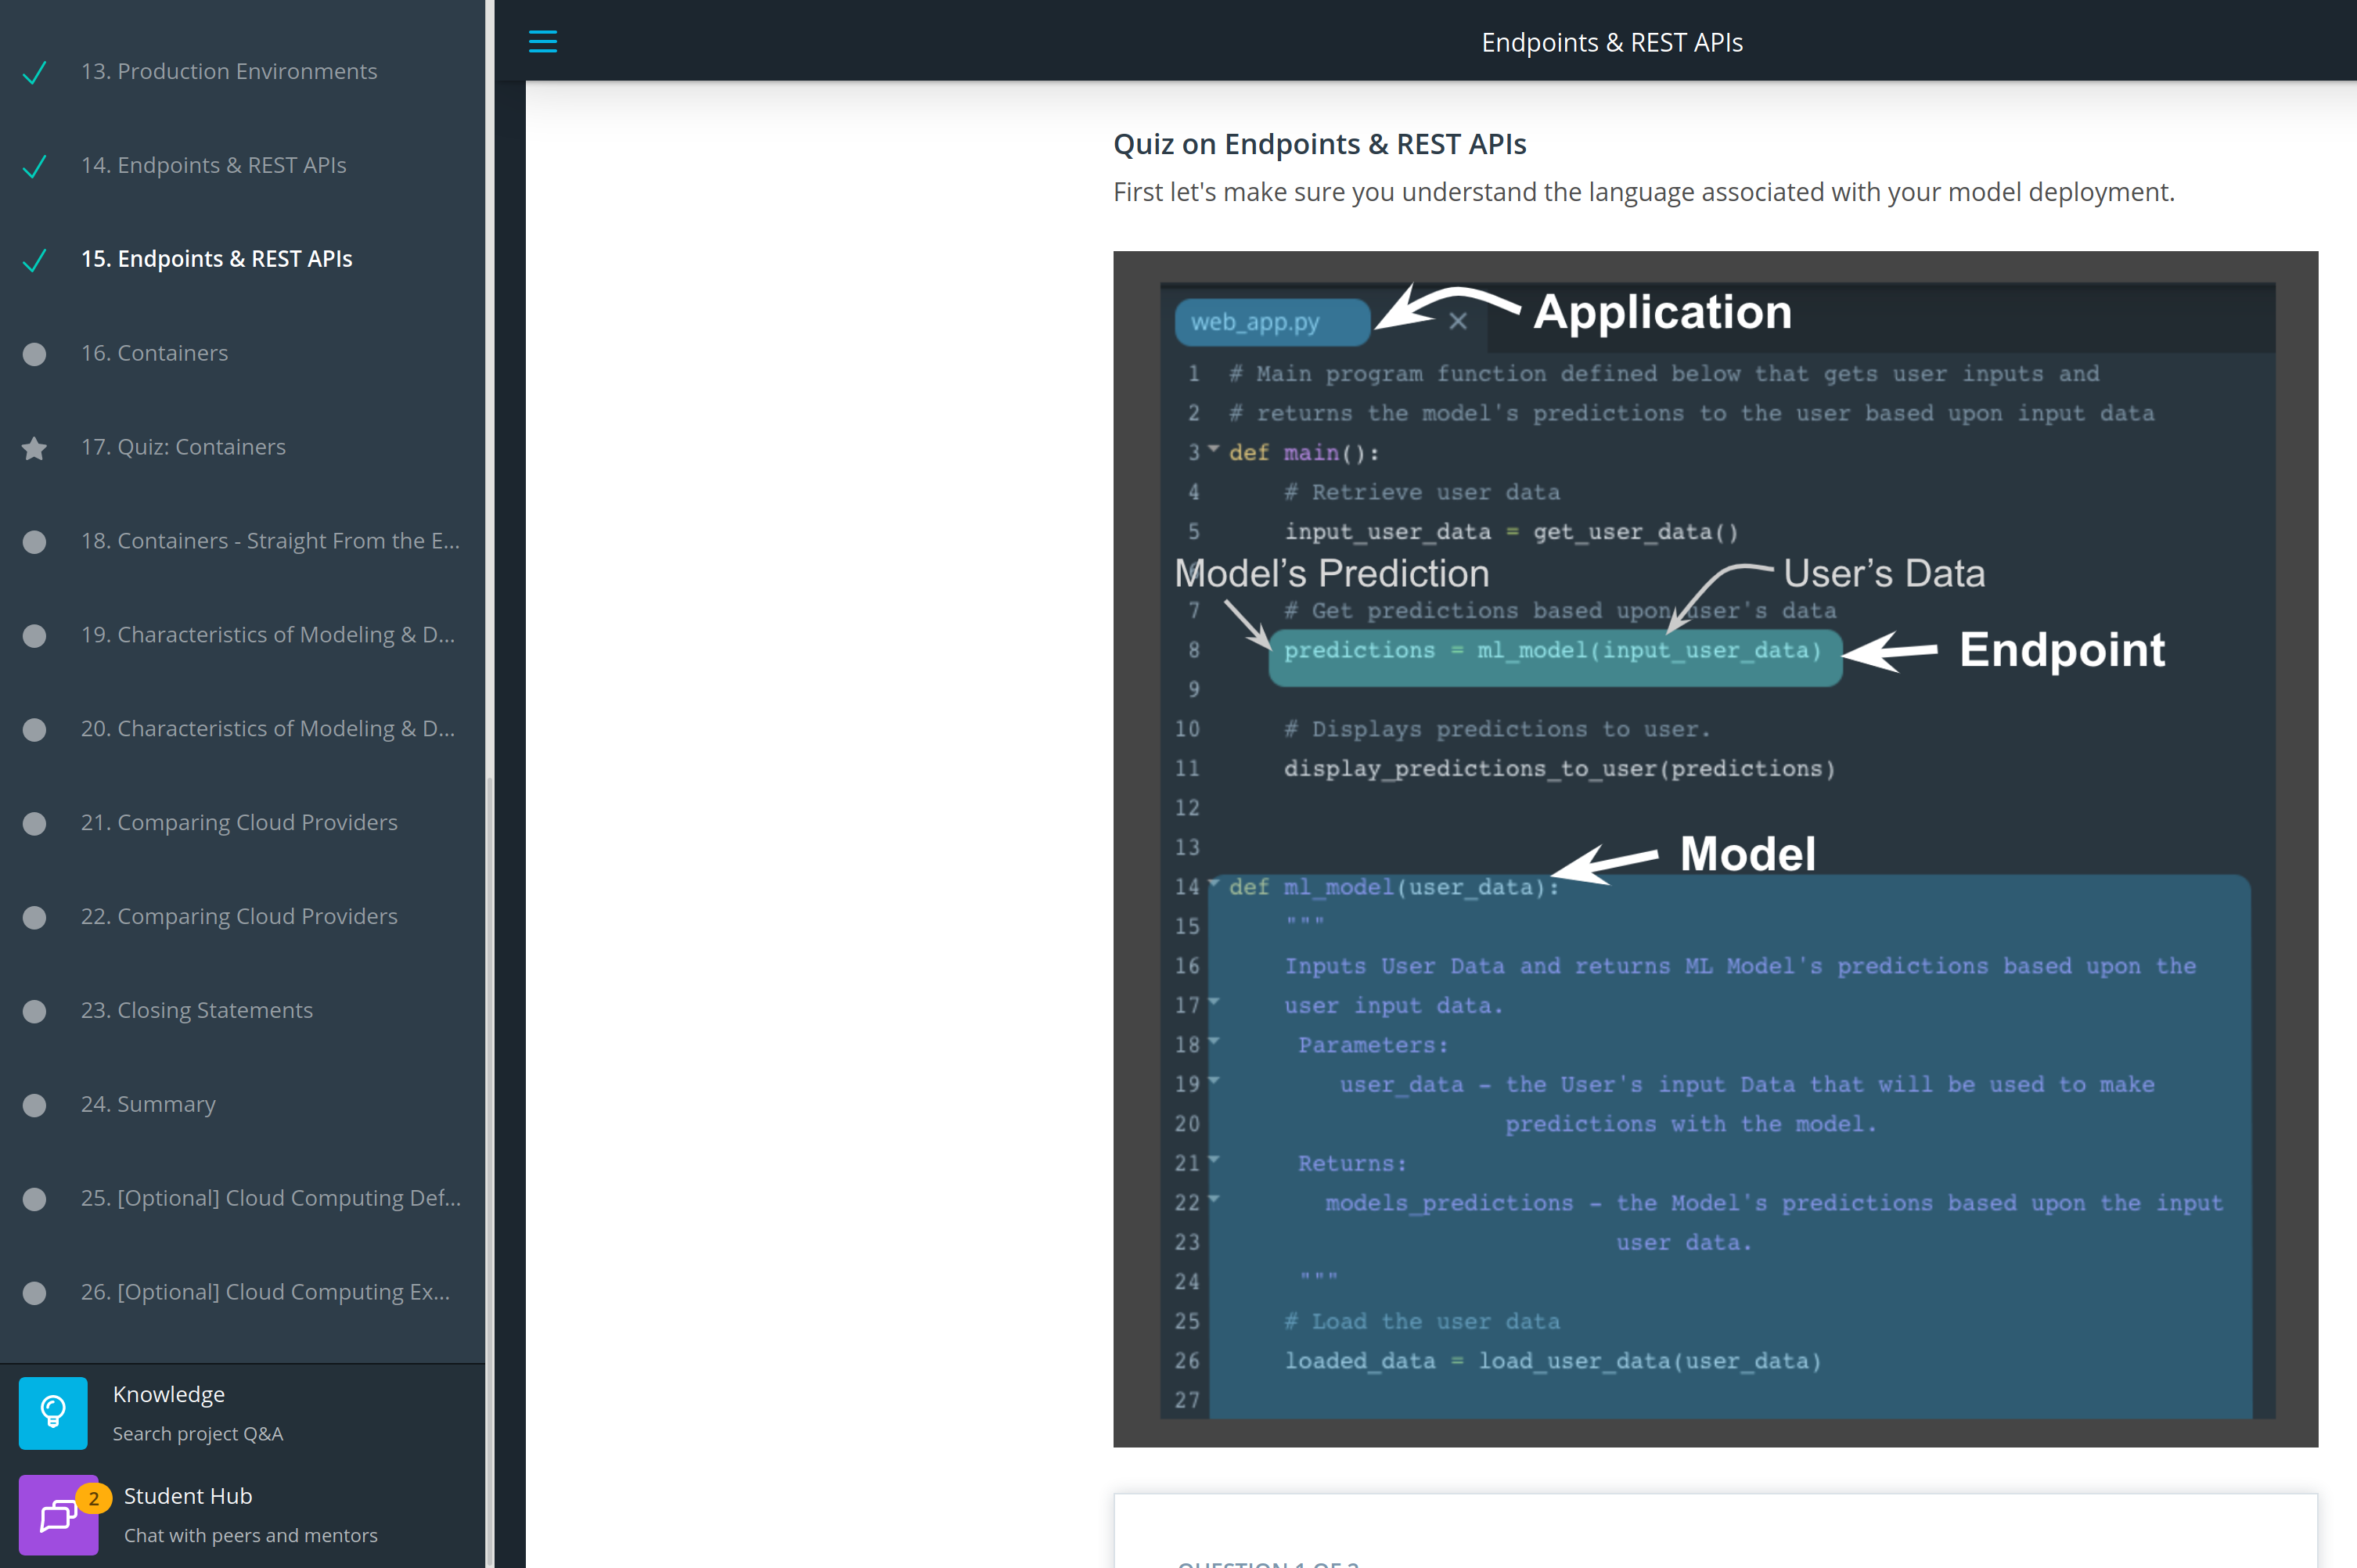 13. Production Environments
14. Endpoints & REST APIs
15. Endpoints & REST APIs
16. Containers
17. Quiz: Containers
18. Containers - Straight From the E...
19. Characteristics of Modeling & D...
20. Characteristics of Modeling & D...
21. Comparing Cloud Providers
22. Comparing Cloud Providers
23. Closing Statements
24. Summary
25. [Optional] Cloud Computing Def...
26. [Optional] Cloud Computing Ex...
Knowledge
Search project Q&A
2
Student Hub
Chat with peers and mentors
Endpoints & REST APIs
Quiz on Endpoints & REST APIs
First let's make sure you understand the language associated with your model deployment.
web_app.py
Application
1 # Main program function defined below that gets user inputs and
2 # returns the model's predictions to the user based upon input data
3 def main():
4 # Retrieve user data
5 input_user_data = get_user_data()
Model's Prediction
User's Data
7 # Get predictions based upon user's data
8 predictions = ml_model(input_user_data)
Endpoint
9
10 # Displays predictions to user.
11 display_predictions_to_user(predictions)
12
13
Model
14 def ml_model(user_data):
15 """
16 Inputs User Data and returns ML Model's predictions based upon the
17 user input data.
18 Parameters:
19 user_data - the User's input Data that will be used to make
20 predictions with the model.
21 Returns:
22 models_predictions - the Model's predictions based upon the input
23 user data.
24 """
25 # Load the user data
26 loaded_data = load_user_data(user_data)
27